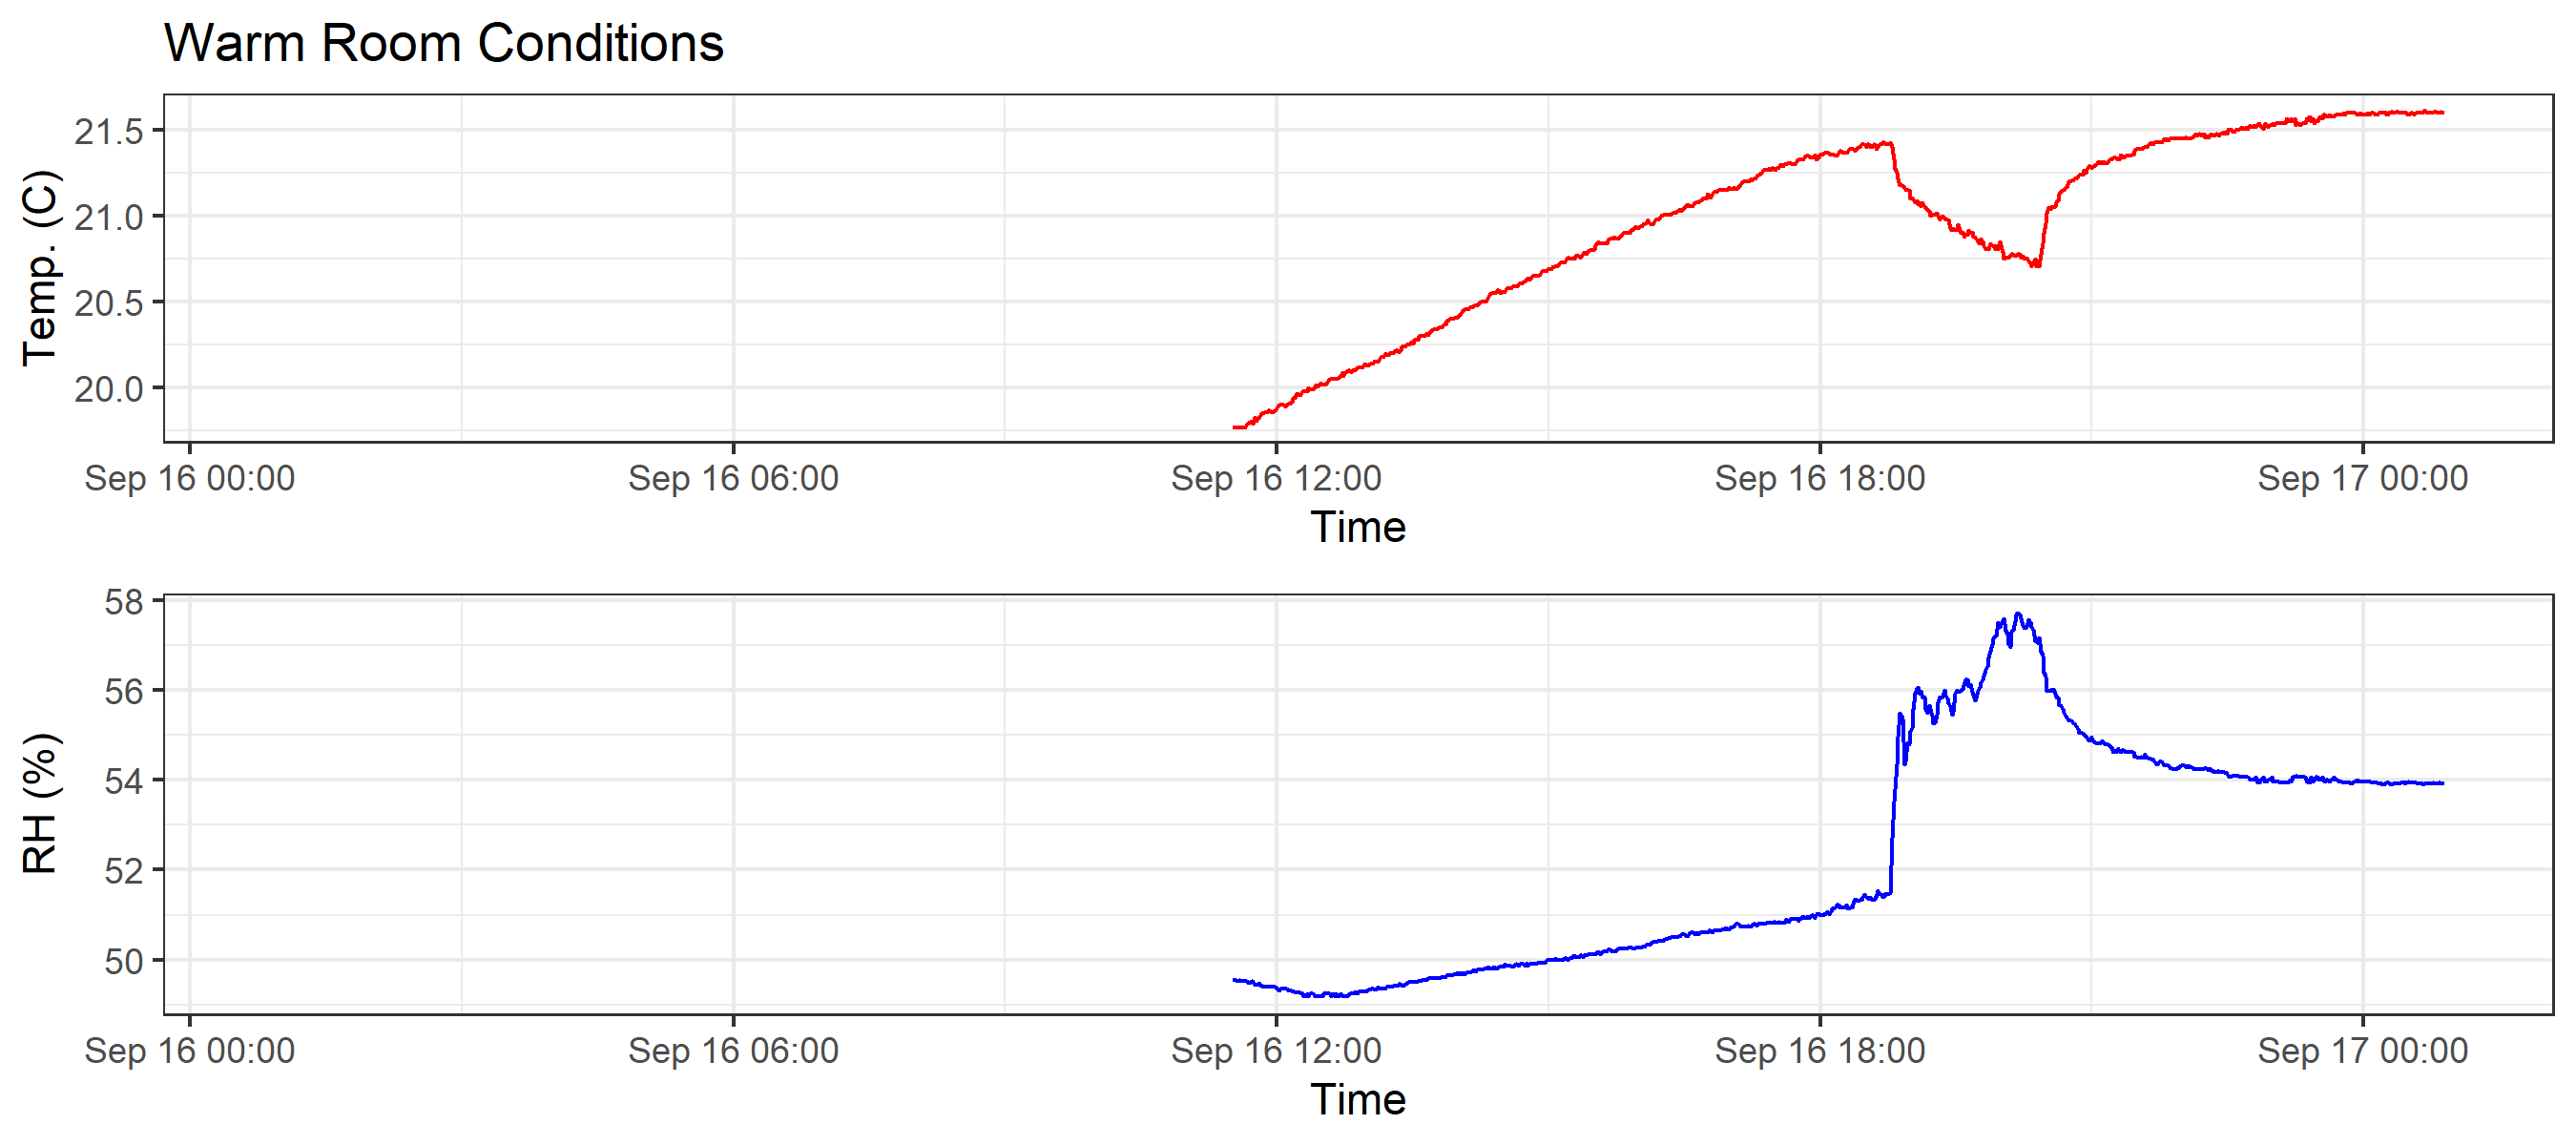 Warm Room Conditions
21.5
21.0
20.5
20.0
Temp. (C)
Sep 16 00:00 Sep 16 06:00 Sep 16 12:00 Sep 16 18:00 Sep 17 00:00
Time
58
56
54
52
50
RH (%)
Sep 16 00:00 Sep 16 06:00 Sep 16 12:00 Sep 16 18:00 Sep 17 00:00
Time